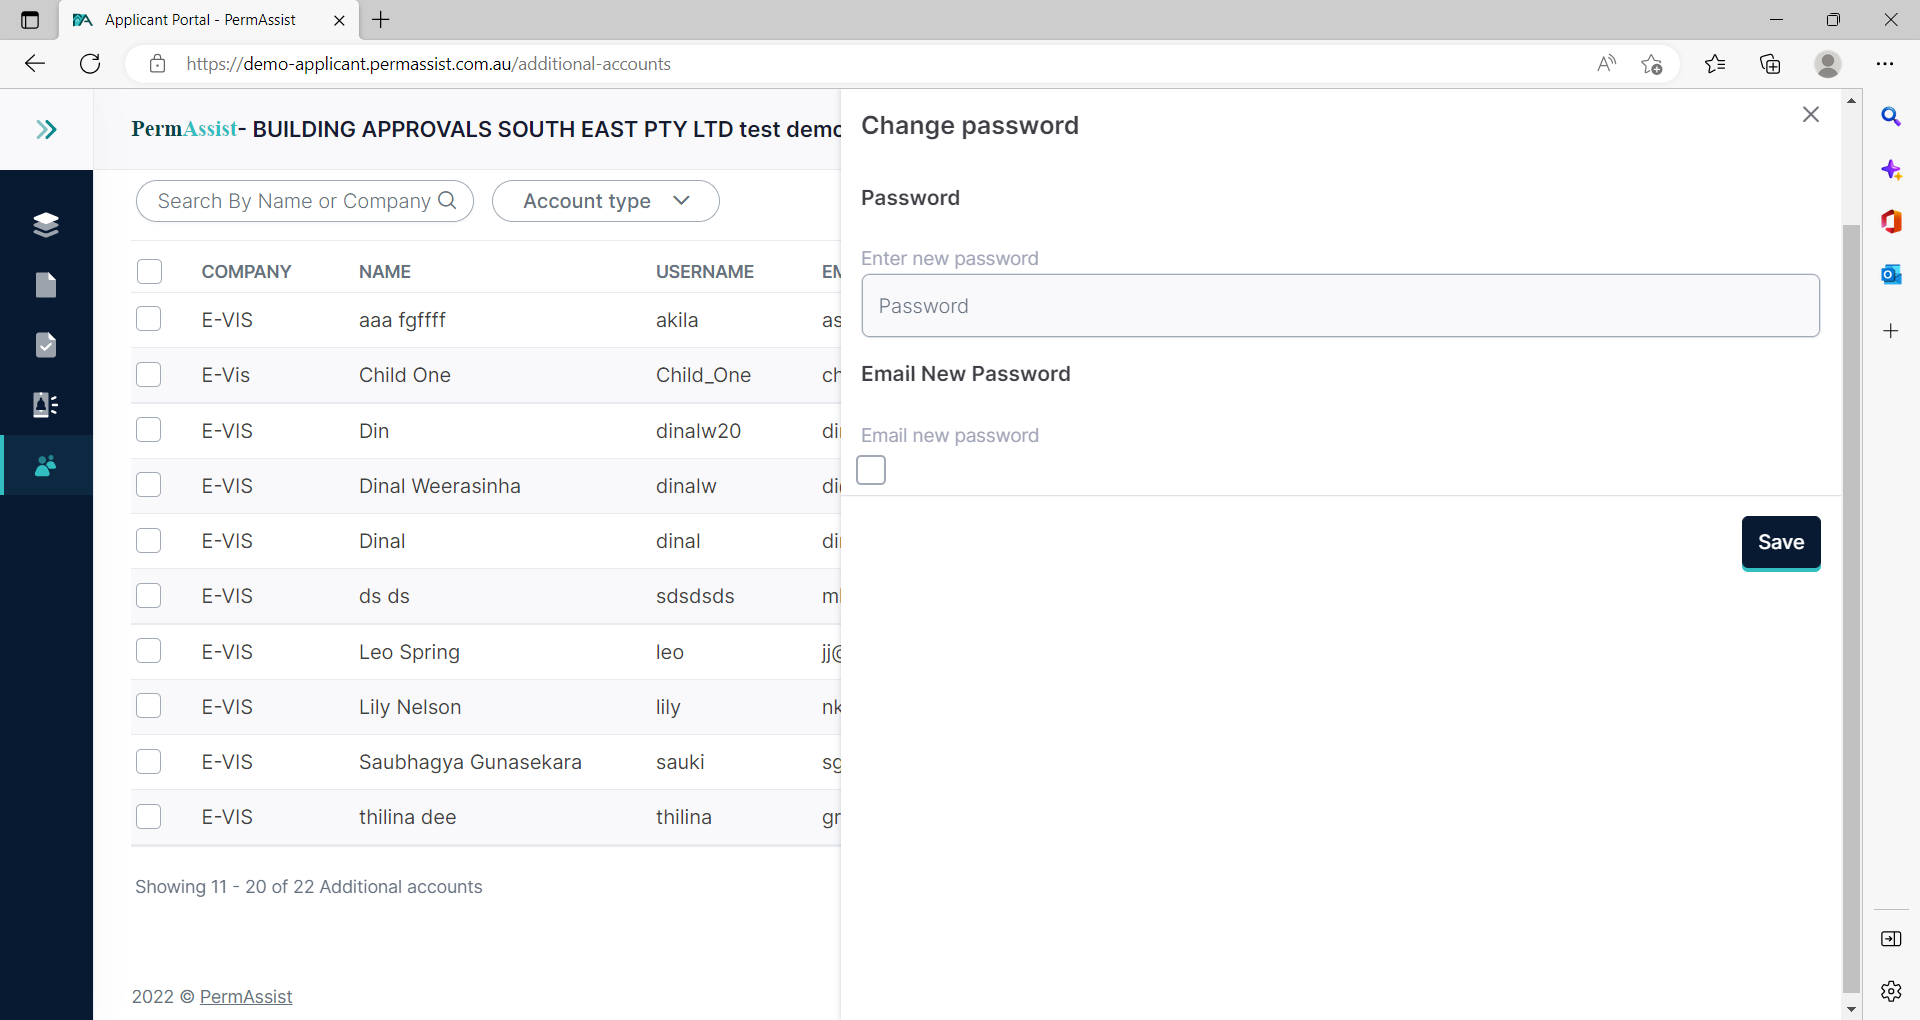 Applicant Portal - PermAssist
https://demo-applicant.permassist.com.au/additional-accounts
PermAssist- BUILDING APPROVALS SOUTH EAST PTY LTD test demo
Search By Name or Company
Account type
COMPANY NAME USERNAME EM
E-VIS aaa fgffff akila as
E-Vis Child One Child_One ch
E-VIS Din dinalw20 di
E-VIS Dinal Weerasinha dinalw di
E-VIS Dinal dinal di
E-VIS ds ds sdsdsds
E-VIS Leo Spring leo jj@
E-VIS Lily Nelson lily nk
E-VIS Saubhagya Gunasekara sauki sg
E-VIS thilina dee thilina gr
Showing 11 - 20 of 22 Additional accounts
2022 © PermAssist
Change password
Password
Enter new password
Password
Email New Password
Email new password
Save